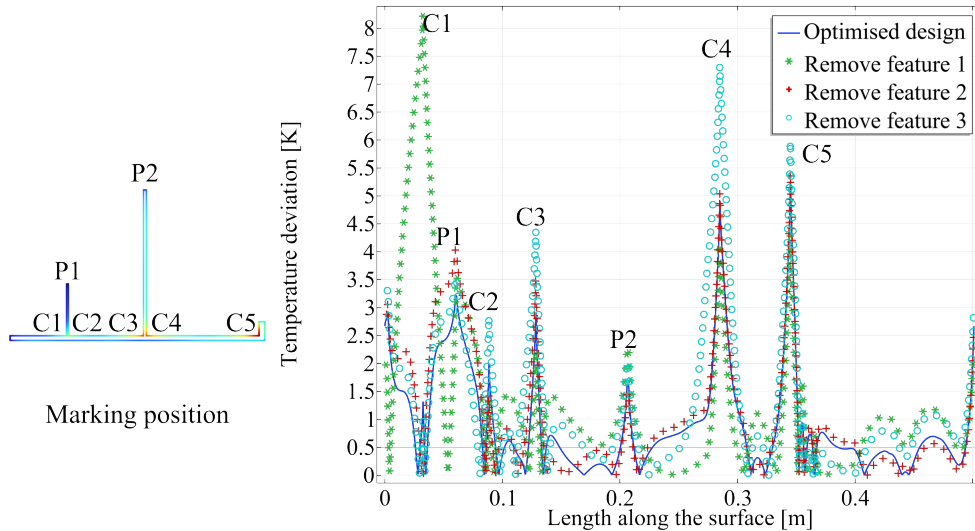 P2
P1
C1 C2 C3 C4 C5
Marking position
Temperature deviation [K]
8
7.5
7
6.5
6
5.5
5
4.5
4
3.5
3
2.5
2
1.5
1
0.5
0
C1
P1
C2
C3
P2
C4
C5
Optimised design
Remove feature 1
Remove feature 2
Remove feature 3
0 0.1 0.2 0.3 0.4
Length along the surface [m]